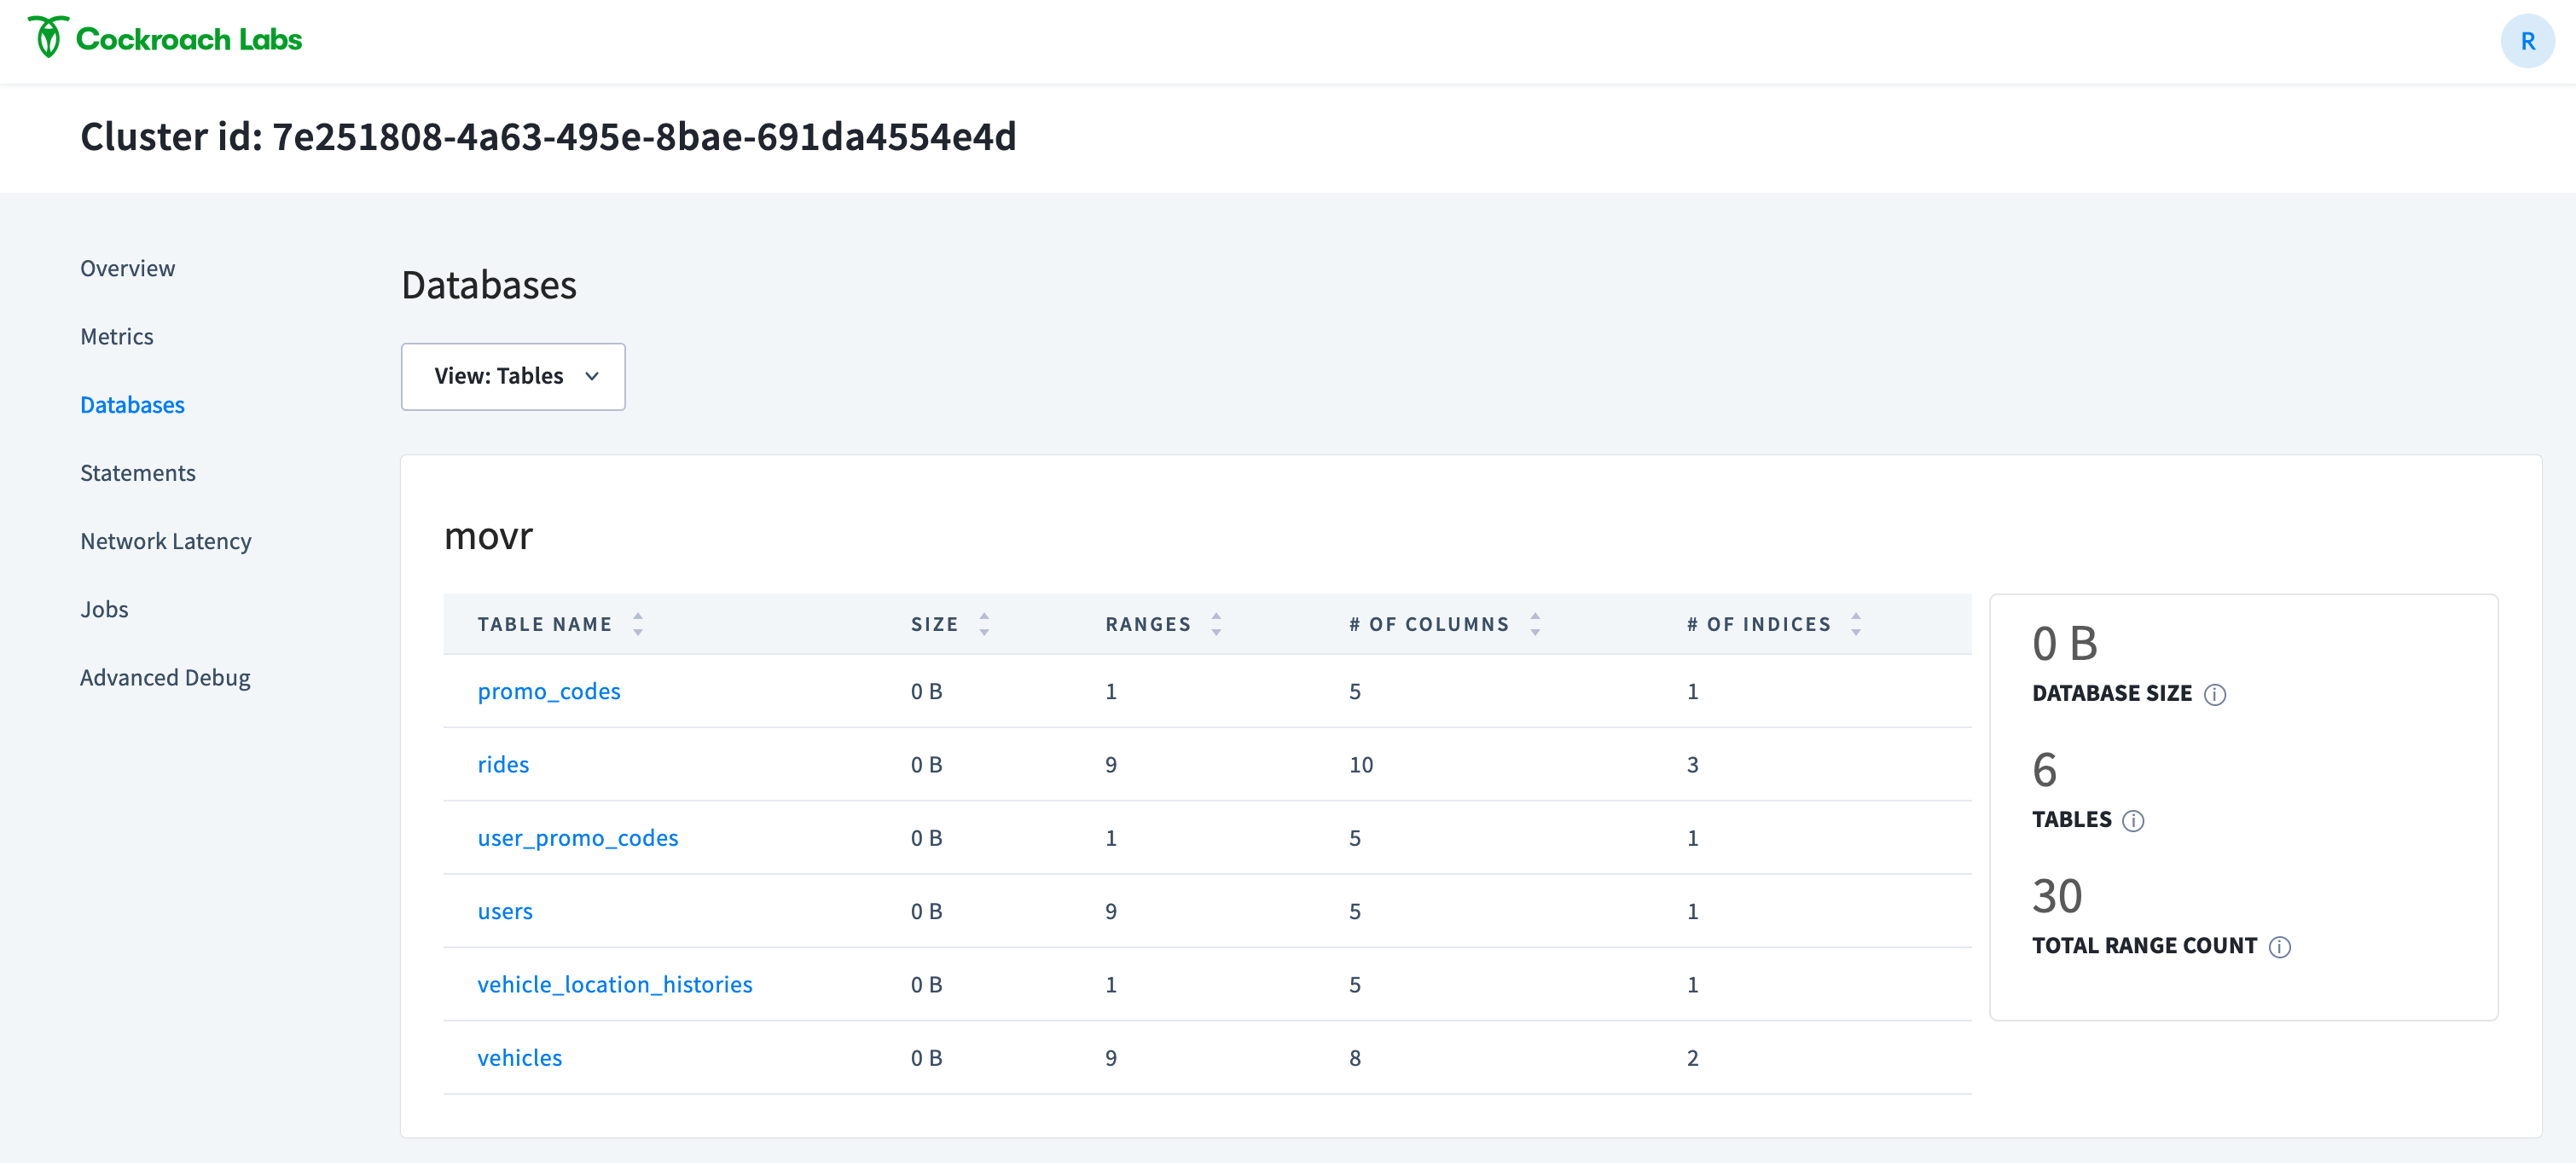 Cockroach Labs
R
Cluster id: 7e251808-4a63-495e-8bae-691da4554e4d
Overview
Metrics
Databases
Statements
Network Latency
Jobs
Advanced Debug
Databases
View: Tables
movr
TABLE NAME SIZE RANGES # OF COLUMNS # OF INDICES
promo_codes 0 B 1 5 1
rides 0 B 9 10 3
user_promo_codes 0 B 1 5 1
users 0 B 9 5 1
vehicle_location_histories 0 B 1 5 1
vehicles 0 B 9 8 2
0 B
DATABASE SIZE
6
TABLES
30
TOTAL RANGE COUNT